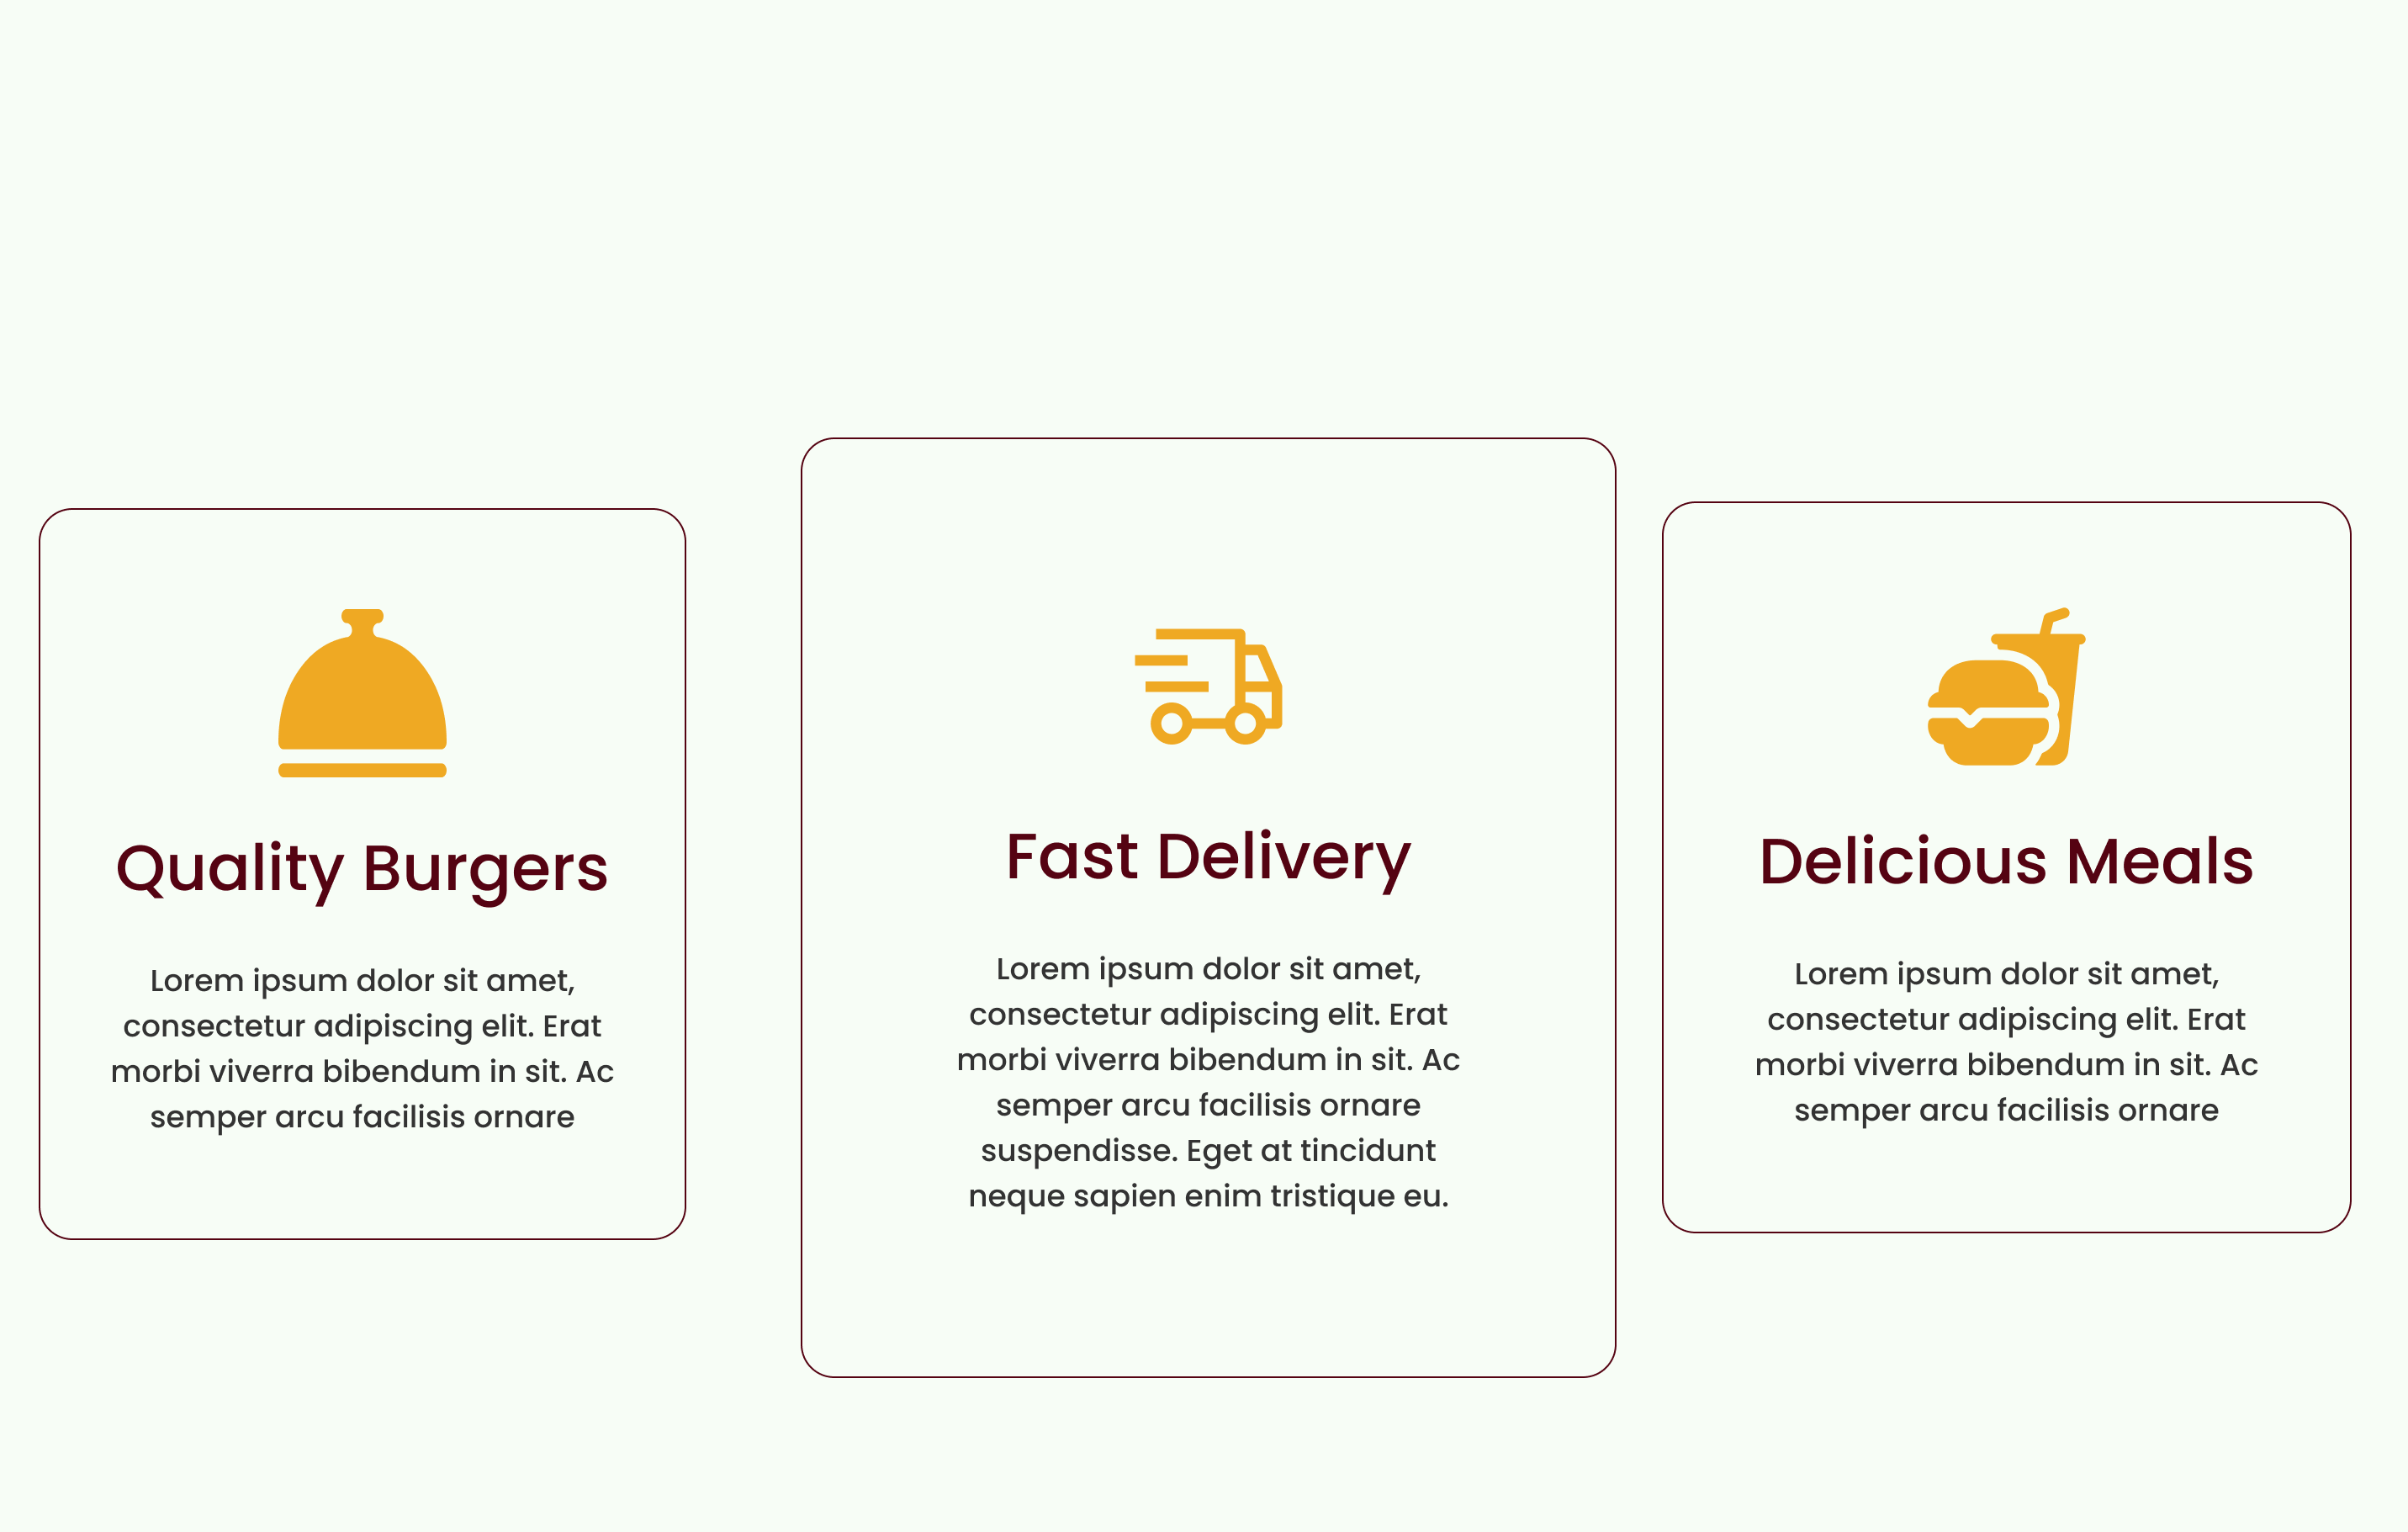 Quality Burgers
Lorem ipsum dolor sit amet,
consectetur adipiscing elit. Erat
morbi viverra bibendum in sit. Ac
semper arcu facilisis ornare
Fast Delivery
Lorem ipsum dolor sit amet,
consectetur adipiscing elit. Erat
morbi viverra bibendum in sit. Ac
semper arcu facilisis ornare
suspendisse. Eget at tincidunt
neque sapien enim tristique eu.
Delicious Meals
Lorem ipsum dolor sit amet,
consectetur adipiscing elit. Erat
morbi viverra bibendum in sit. Ac
semper arcu facilisis ornare